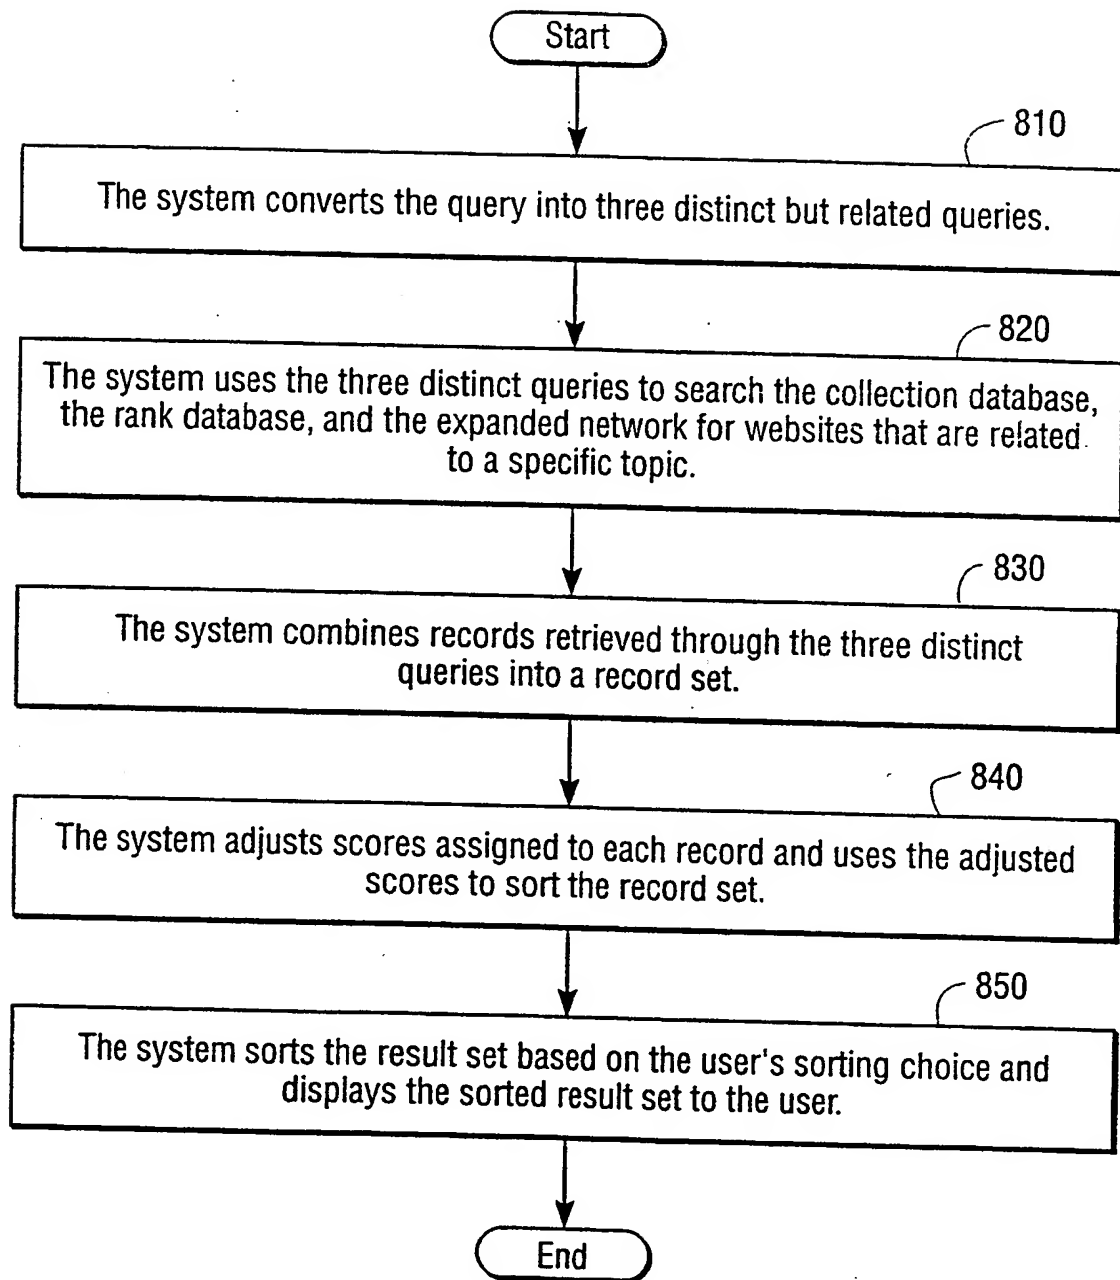 Start
810
The system converts the query into three distinct but related queries.
820
The system uses the three distinct queries to search the collection database,
the rank database, and the expanded network for websites that are related
to a specific topic.
830
The system combines records retrieved through the three distinct
queries into a record set.
840
The system adjusts scores assigned to each record and uses the adjusted
scores to sort the record set.
850
The system sorts the result set based on the user's sorting choice and
displays the sorted result set to the user.
End